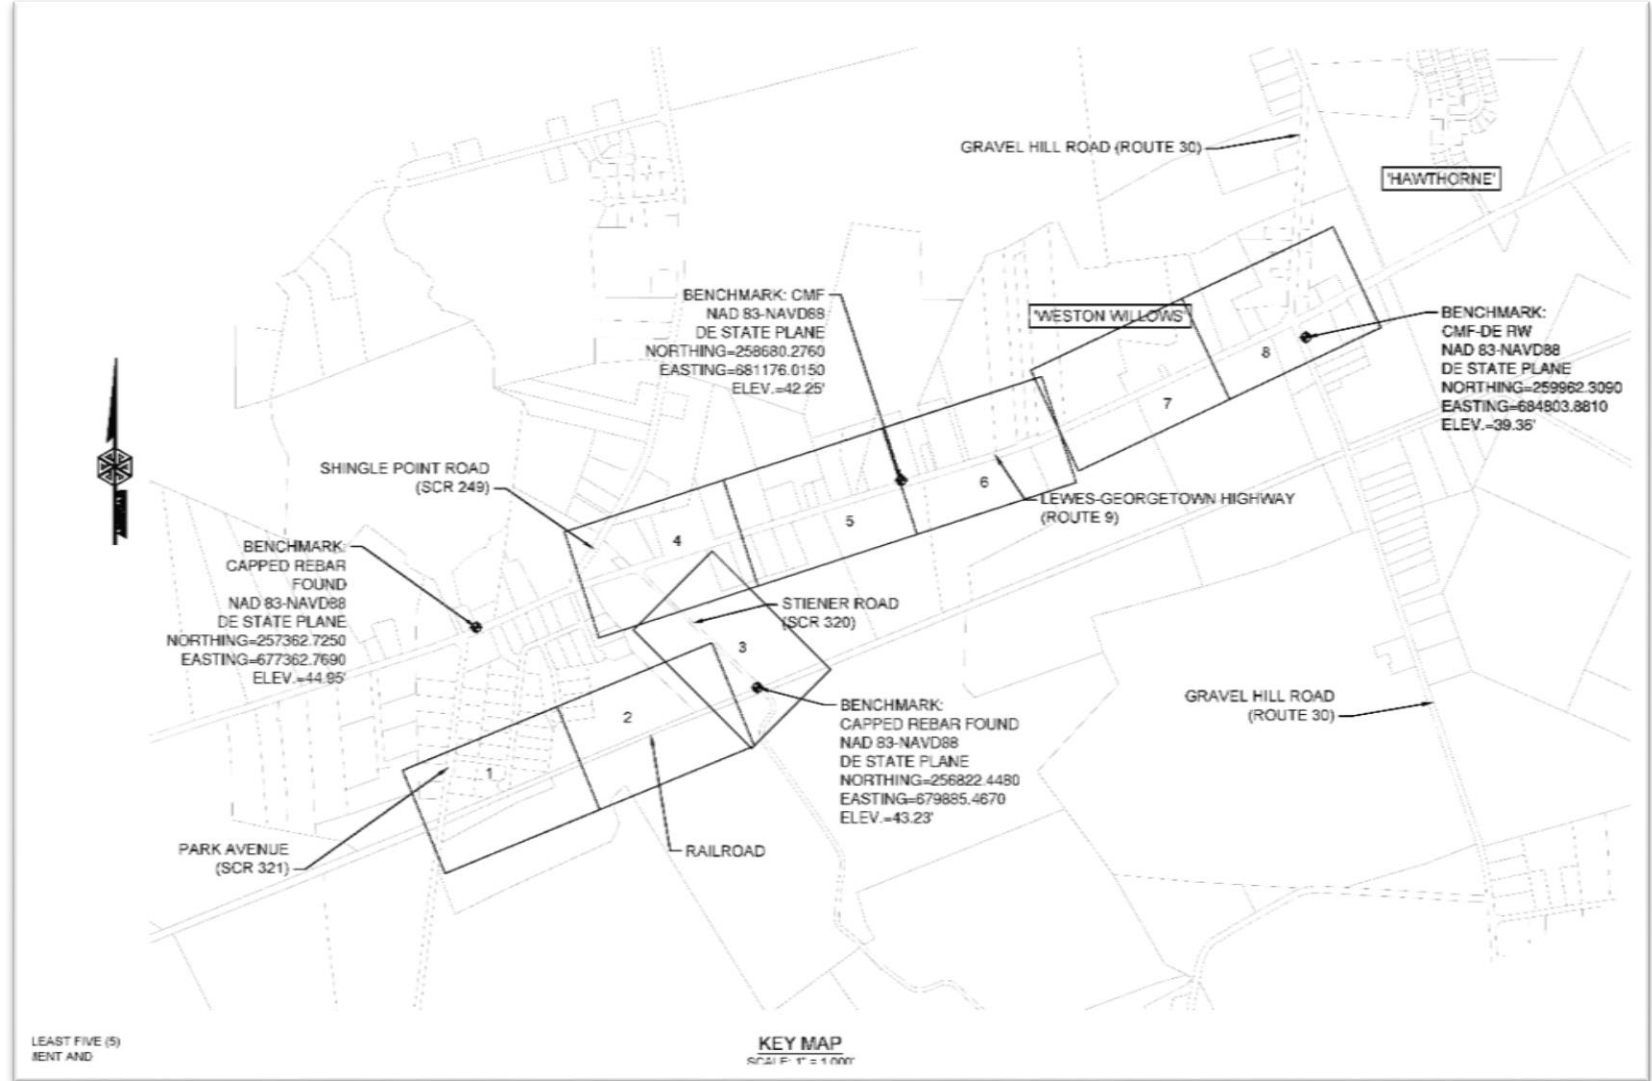 GRAVEL HILL ROAD (ROUTE 30)
'HAWTHORNE'
BENCHMARK: CMF
NAD 83-NAVD88
DE STATE PLANE
NORTHING=258680.2760
EASTING=681176.0150
ELEV.=42.25'
'WESTON WILLOWS'
BENCHMARK:
CMF-DE RW
NAD 83-NAVD88
DE STATE PLANE
NORTHING=259962.3090
EASTING=684803.8810
ELEV.=39.36'
8
7
6
5
4
SHINGLE POINT ROAD
(SCR 249)
LEWES-GEORGETOWN HIGHWAY
(ROUTE 9)
BENCHMARK:
CAPPED REBAR
FOUND
NAD 83-NAVD88
DE STATE PLANE
NORTHING=257362.7250
EASTING=677362.7690
ELEV.=44.95'
STIENER ROAD
(SCR 320)
3
2
1
BENCHMARK:
CAPPED REBAR FOUND
NAD 83-NAVD88
DE STATE PLANE
NORTHING=256822.4480
EASTING=679885.4670
ELEV.=43.23'
GRAVEL HILL ROAD
(ROUTE 30)
PARK AVENUE
(SCR 321)
RAILROAD
LEAST FIVE (5)
MENT AND
KEY MAP
SCALE: 1" = 1,000'